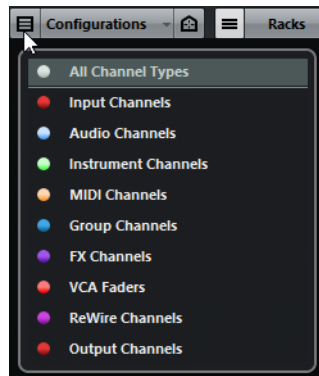 Configurations Racks
All Channel Types
Input Channels
Audio Channels
Instrument Channels
MIDI Channels
Group Channels
FX Channels
VCA Faders
ReWire Channels
Output Channels